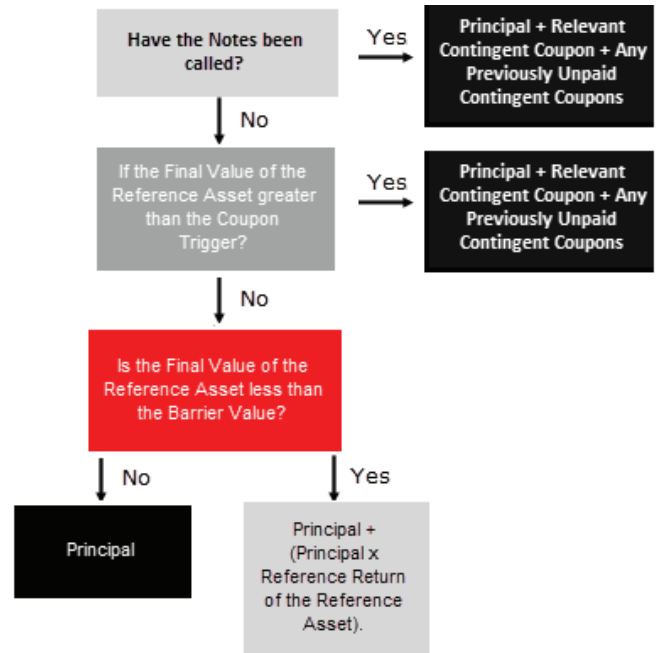 Have the Notes been
called?
Yes
Principal + Relevant
Contingent Coupon + Any
Previously Unpaid
Contingent Coupons
No
If the Final Value of the
Reference Asset greater
than the Coupon
Trigger?
Yes
Principal + Relevant
Contingent Coupon + Any
Previously Unpaid
Contingent Coupons
No
Is the Final Value of the
Reference Asset less than
the Barrier Value?
No
Yes
Principal
Principal +
(Principal x
Reference Return
of the Reference
Asset).